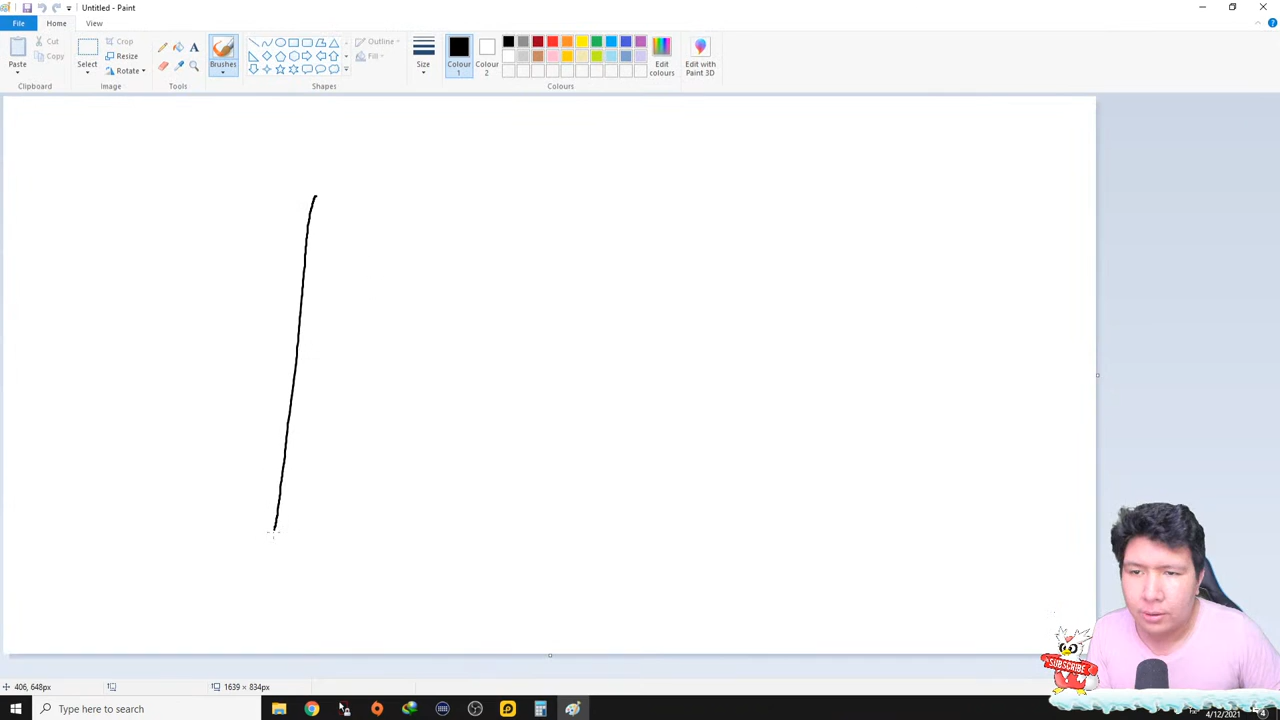 Untitled - Paint
File
Home
View
Paste
Cut
Copy
Clipboard
Select
Crop
Resize
Rotate
Image
Tools
Brushes
Outline
Fill
Shapes
Size
Colour 1
Colour 2
Edit colours
Colours
Edit with Paint 3D
SUBSCRIBE
406, 648px
1639 × 834px
Type here to search
4/12/2021
4